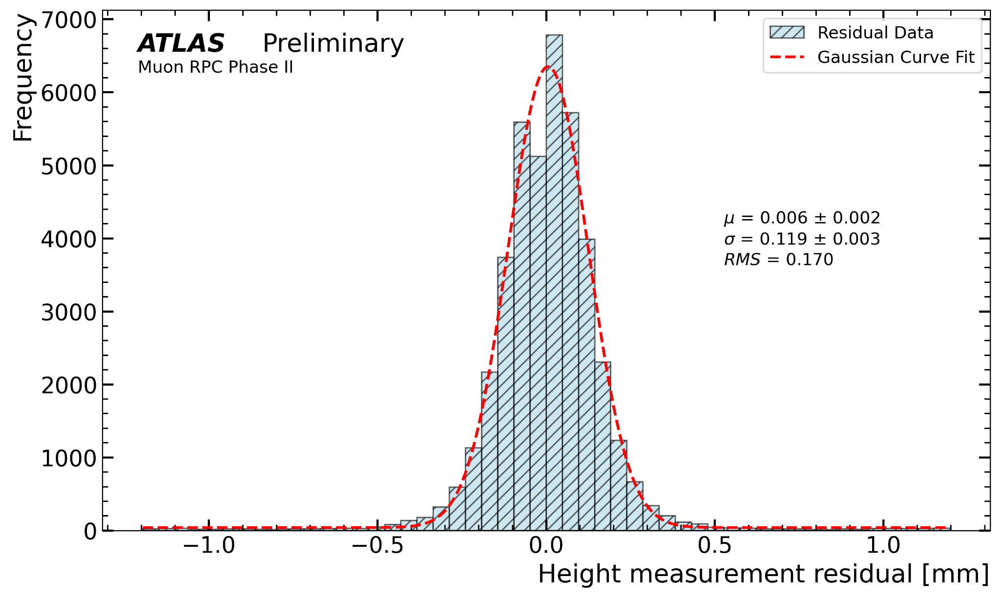 Frequency
7000
6000
5000
4000
3000
2000
1000
0
ATLAS Preliminary
Muon RPC Phase II
Residual Data
Gaussian Curve Fit
μ = 0.006 ± 0.002
σ = 0.119 ± 0.003
RMS = 0.170
−1.0 −0.5 0.0 0.5 1.0
Height measurement residual [mm]